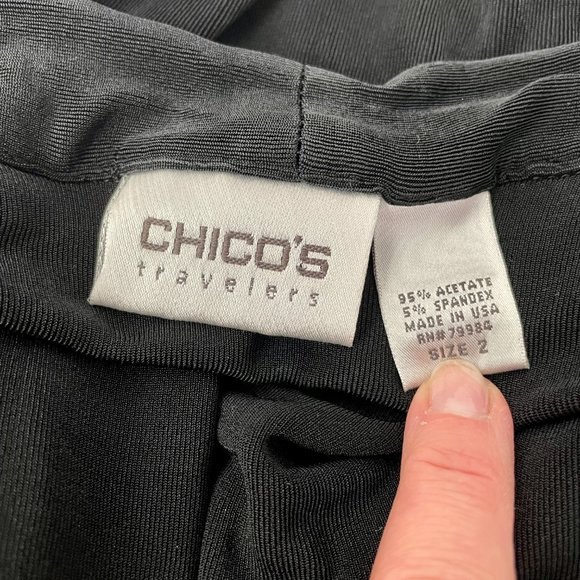 CHICO'S
travelers
95% ACETATE
5% SPANDEX
MADE IN USA
RN#79984
SIZE 2